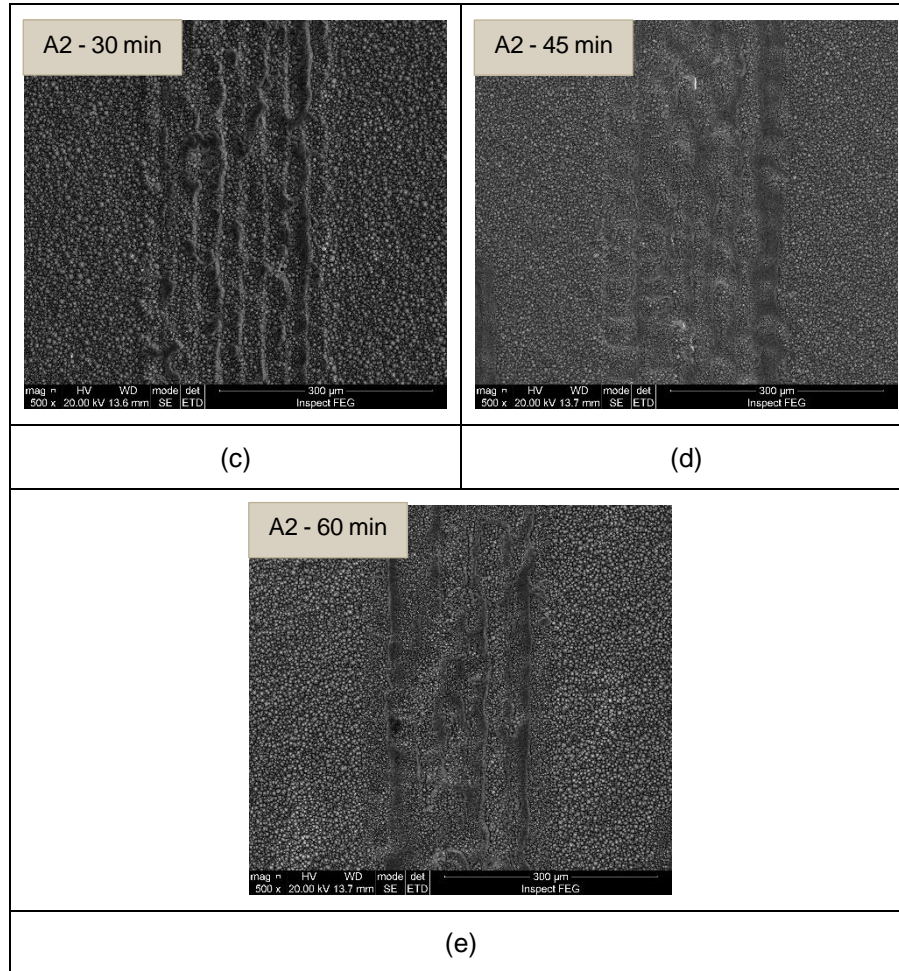 A2 - 30 min
A2 - 45 min
mag HV WD mode det 300 µm
500 x 20.00 kV 13.6 mm SE ETD Inspect FEG
mag HV WD mode det 300 µm
500 x 20.00 kV 13.7 mm SE ETD Inspect FEG
(c)
(d)
A2 - 60 min
mag HV WD mode det 300 µm
500 x 20.00 kV 13.7 mm SE ETD Inspect FEG
(e)